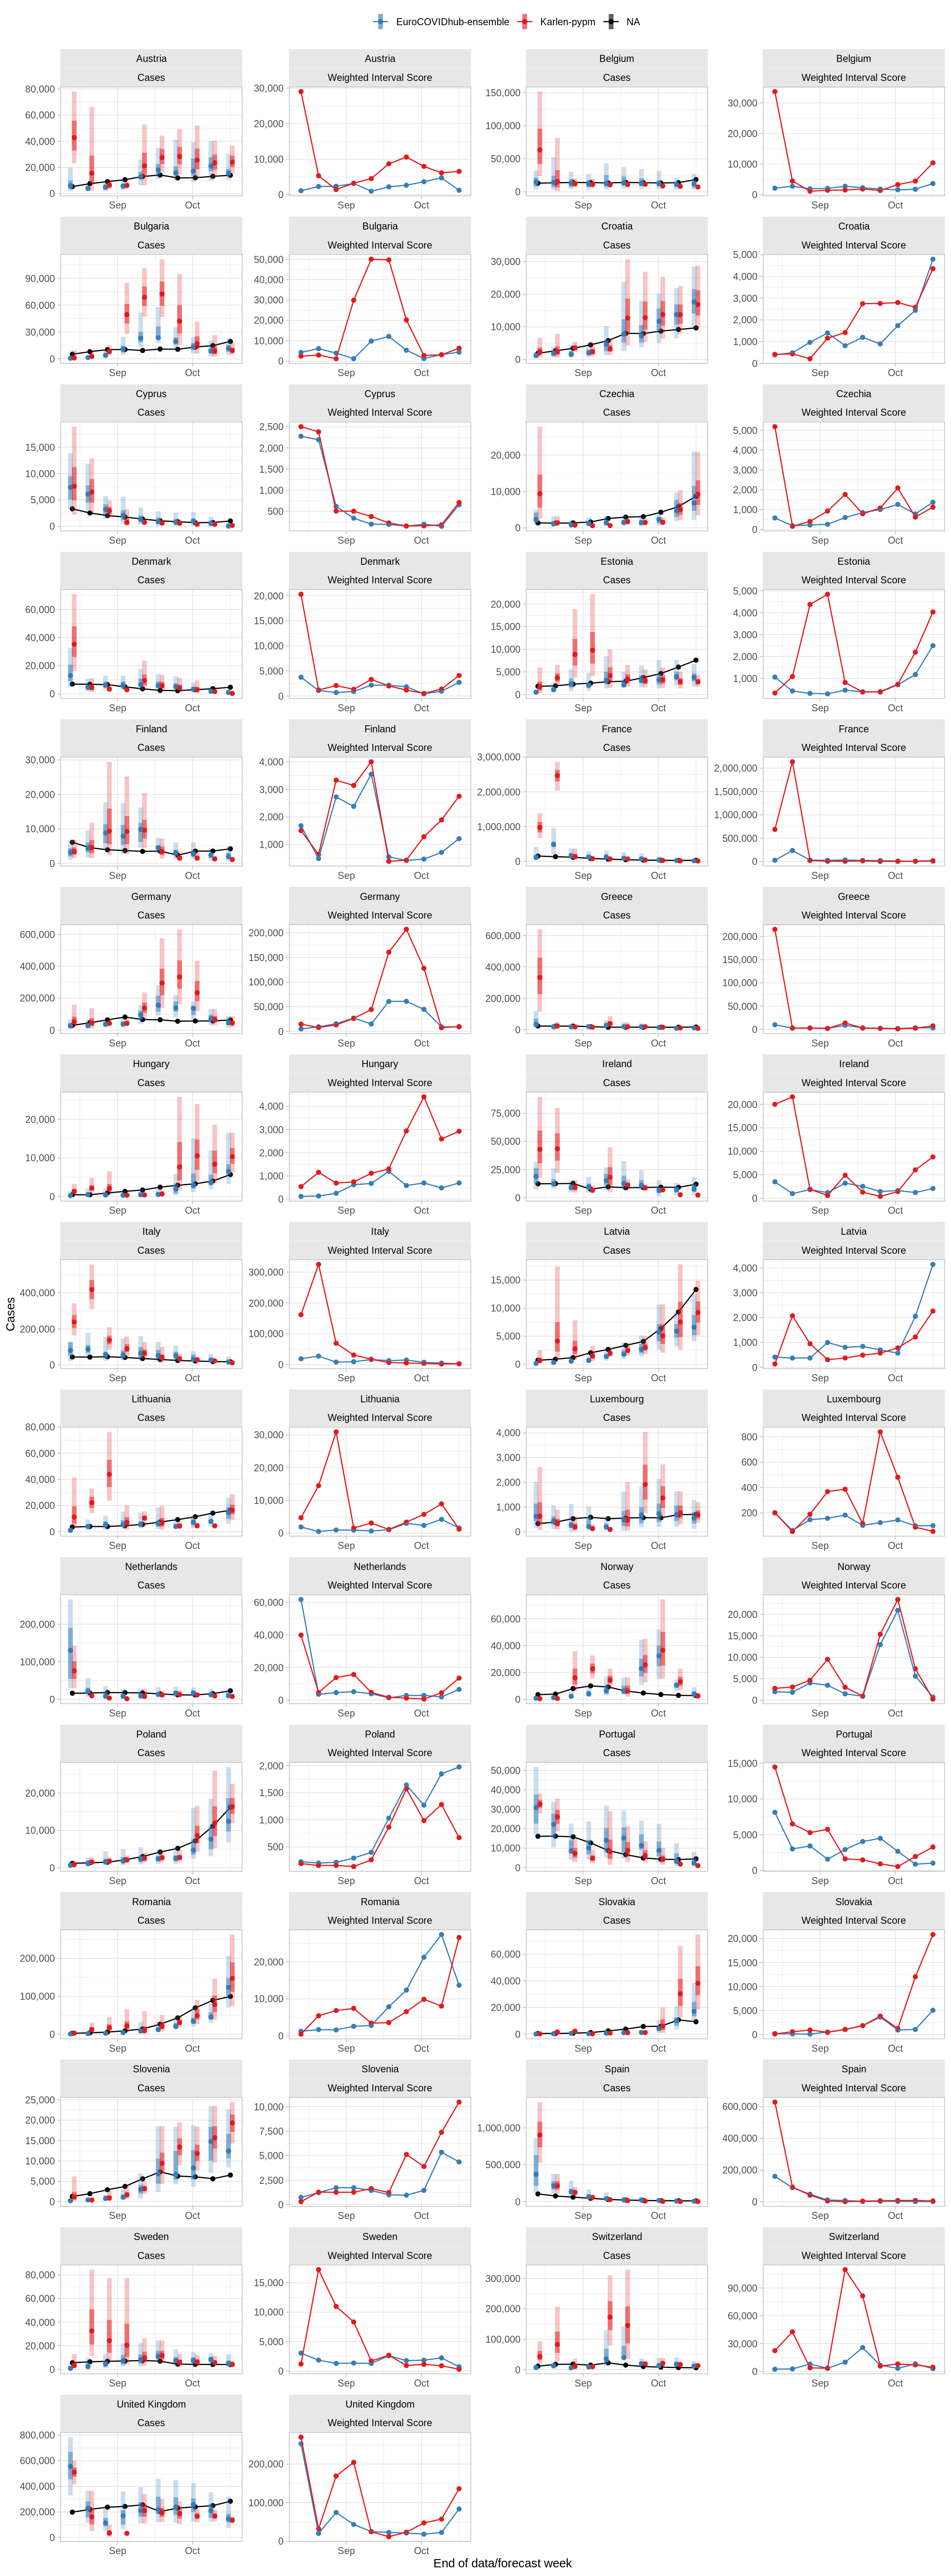 EuroCOVIDhub-ensemble Karlen-pypm NA
Austria
Cases
80,000
60,000
40,000
20,000
0
Sep Oct
Austria
Weighted Interval Score
30,000
20,000
10,000
0
Sep Oct
Belgium
Cases
150,000
100,000
50,000
0
Sep Oct
Belgium
Weighted Interval Score
30,000
20,000
10,000
0
Sep Oct
Bulgaria
Cases
90,000
60,000
30,000
0
Sep Oct
Bulgaria
Weighted Interval Score
50,000
40,000
30,000
20,000
10,000
0
Sep Oct
Croatia
Cases
30,000
20,000
10,000
0
Sep Oct
Croatia
Weighted Interval Score
5,000
4,000
3,000
2,000
1,000
0
Sep Oct
Cyprus
Cases
15,000
10,000
5,000
0
Sep Oct
Cyprus
Weighted Interval Score
2,500
2,000
1,500
1,000
500
Sep Oct
Czechia
Cases
20,000
10,000
0
Sep Oct
Czechia
Weighted Interval Score
5,000
4,000
3,000
2,000
1,000
0
Sep Oct
Denmark
Cases
60,000
40,000
20,000
0
Sep Oct
Denmark
Weighted Interval Score
20,000
15,000
10,000
5,000
0
Sep Oct
Estonia
Cases
20,000
15,000
10,000
5,000
0
Sep Oct
Estonia
Weighted Interval Score
5,000
4,000
3,000
2,000
1,000
Sep Oct
Finland
Cases
30,000
20,000
10,000
0
Sep Oct
Finland
Weighted Interval Score
4,000
3,000
2,000
1,000
Sep Oct
France
Cases
3,000,000
2,000,000
1,000,000
0
Sep Oct
France
Weighted Interval Score
2,000,000
1,500,000
1,000,000
500,000
0
Sep Oct
Germany
Cases
600,000
400,000
200,000
0
Sep Oct
Germany
Weighted Interval Score
200,000
150,000
100,000
50,000
0
Sep Oct
Greece
Cases
600,000
400,000
200,000
0
Sep Oct
Greece
Weighted Interval Score
200,000
150,000
100,000
50,000
0
Sep Oct
Hungary
Cases
20,000
10,000
0
Sep Oct
Hungary
Weighted Interval Score
4,000
3,000
2,000
1,000
0
Sep Oct
Ireland
Cases
75,000
50,000
25,000
0
Sep Oct
Ireland
Weighted Interval Score
20,000
15,000
10,000
5,000
0
Sep Oct
Cases
Italy
Cases
400,000
200,000
0
Sep Oct
Italy
Weighted Interval Score
300,000
200,000
100,000
0
Sep Oct
Latvia
Cases
15,000
10,000
5,000
0
Sep Oct
Latvia
Weighted Interval Score
4,000
3,000
2,000
1,000
0
Sep Oct
Lithuania
Cases
80,000
60,000
40,000
20,000
0
Sep Oct
Lithuania
Weighted Interval Score
30,000
20,000
10,000
0
Sep Oct
Luxembourg
Cases
4,000
3,000
2,000
1,000
0
Sep Oct
Luxembourg
Weighted Interval Score
800
600
400
200
Sep Oct
Netherlands
Cases
200,000
100,000
0
Sep Oct
Netherlands
Weighted Interval Score
60,000
40,000
20,000
0
Sep Oct
Norway
Cases
60,000
40,000
20,000
0
Sep Oct
Norway
Weighted Interval Score
20,000
15,000
10,000
5,000
0
Sep Oct
Poland
Cases
20,000
10,000
0
Sep Oct
Poland
Weighted Interval Score
2,000
1,500
1,000
500
Sep Oct
Portugal
Cases
50,000
40,000
30,000
20,000
10,000
0
Sep Oct
Portugal
Weighted Interval Score
15,000
10,000
5,000
0
Sep Oct
Romania
Cases
200,000
100,000
0
Sep Oct
Romania
Weighted Interval Score
20,000
10,000
0
Sep Oct
Slovakia
Cases
60,000
40,000
20,000
0
Sep Oct
Slovakia
Weighted Interval Score
20,000
15,000
10,000
5,000
0
Sep Oct
Slovenia
Cases
25,000
20,000
15,000
10,000
5,000
0
Sep Oct
Slovenia
Weighted Interval Score
10,000
7,500
5,000
2,500
0
Sep Oct
Spain
Cases
1,000,000
500,000
0
Sep Oct
Spain
Weighted Interval Score
600,000
400,000
200,000
0
Sep Oct
Sweden
Cases
80,000
60,000
40,000
20,000
0
Sep Oct
Sweden
Weighted Interval Score
15,000
10,000
5,000
0
Sep Oct
Switzerland
Cases
300,000
200,000
100,000
0
Sep Oct
Switzerland
Weighted Interval Score
90,000
60,000
30,000
0
Sep Oct
United Kingdom
Cases
800,000
600,000
400,000
200,000
0
Sep Oct
United Kingdom
Weighted Interval Score
200,000
100,000
0
Sep Oct
End of data/forecast week